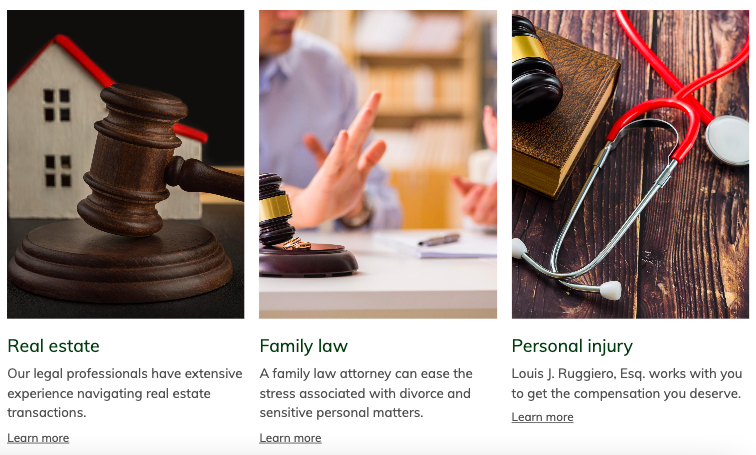 Real estate
Our legal professionals have extensive
experience navigating real estate
transactions.
Learn more
Family law
A family law attorney can ease the
stress associated with divorce and
sensitive personal matters.
Learn more
Personal injury
Louis J. Ruggiero, Esq. works with you
to get the compensation you deserve.
Learn more